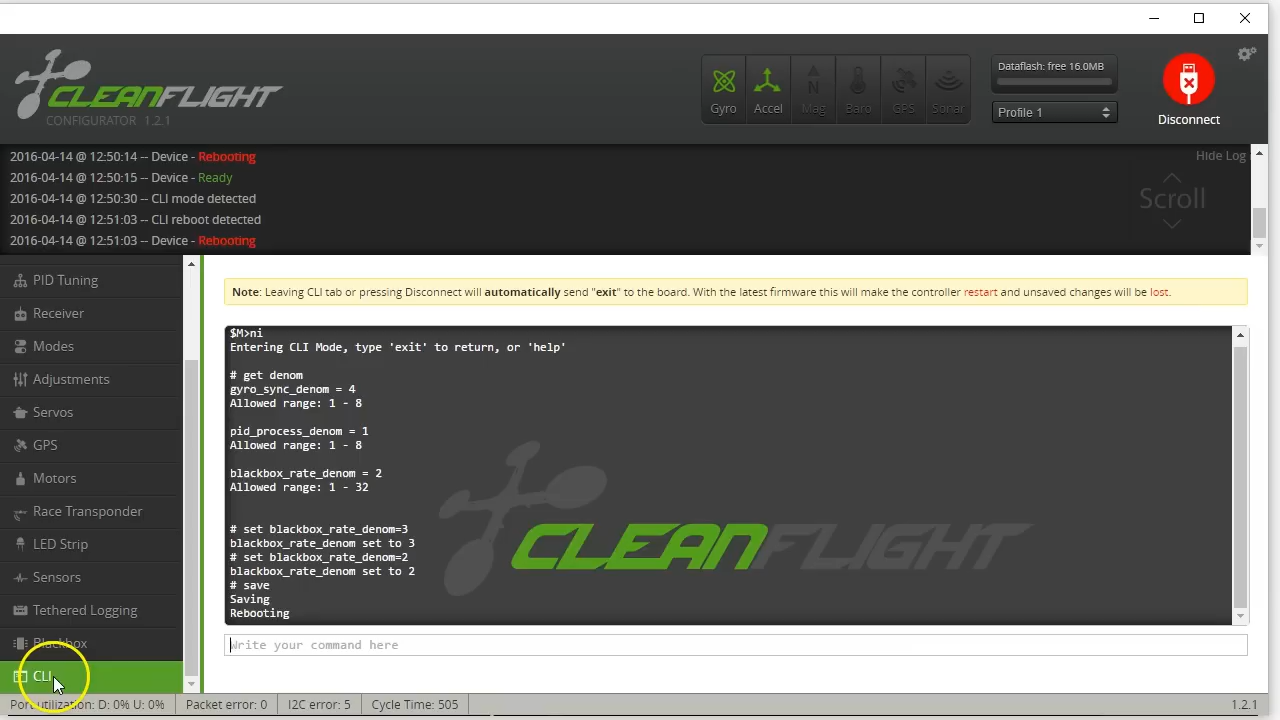 CLEANFLIGHT
CONFIGURATOR 1.2.1
Gyro
Accel
Mag
Baro
GPS
Sonar
Dataflash: free 16.0MB
Profile 1
Disconnect
2016-04-14 @ 12:50:14 -- Device - Rebooting
2016-04-14 @ 12:50:15 -- Device - Ready
2016-04-14 @ 12:50:30 -- CLI mode detected
2016-04-14 @ 12:51:03 -- CLI reboot detected
2016-04-14 @ 12:51:03 -- Device - Rebooting
Hide Log
Scroll
PID Tuning
Receiver
Modes
Adjustments
Servos
GPS
Motors
Race Transponder
LED Strip
Sensors
Tethered Logging
Blackbox
CLI
Note: Leaving CLI tab or pressing Disconnect will automatically send "exit" to the board. With the latest firmware this will make the controller restart and unsaved changes will be lost.
$M>ni
Entering CLI Mode, type 'exit' to return, or 'help'
# get denom
gyro_sync_denom = 4
Allowed range: 1 - 8
pid_process_denom = 1
Allowed range: 1 - 8
blackbox_rate_denom = 2
Allowed range: 1 - 32
# set blackbox_rate_denom=3
blackbox_rate_denom set to 3
# set blackbox_rate_denom=2
blackbox_rate_denom set to 2
# save
Saving
Rebooting
CLEANFLIGHT
Write your command here
Port utilization: D: 0% U: 0%
Packet error: 0
I2C error: 5
Cycle Time: 505
1.2.1